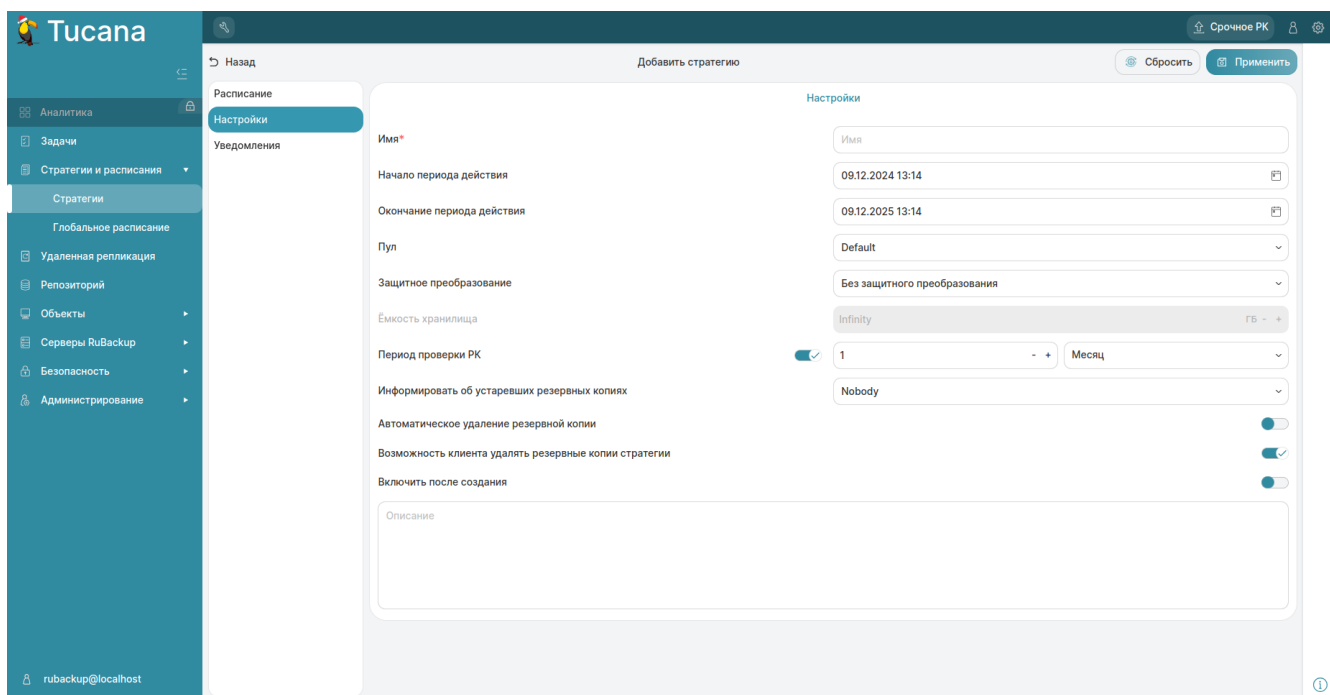 Tucana
Срочное РК
Назад
Добавить стратегию
Сбросить
Применить
Аналитика
Задачи
Стратегии и расписания
Стратегии
Глобальное расписание
Удаленная репликация
Репозиторий
Объекты
Серверы RuBackup
Безопасность
Администрирование
rubackup@localhost
Расписание
Настройки
Уведомления
Настройки
Имя*
Имя
Начало периода действия
09.12.2024 13:14
Окончание периода действия
09.12.2025 13:14
Пул
Default
Защитное преобразование
Без защитного преобразования
Ёмкость хранилища
Infinity
ГБ - +
Период проверки РК
1
- +
Месяц
Информировать об устаревших резервных копиях
Nobody
Автоматическое удаление резервной копии
Возможность клиента удалять резервные копии стратегии
Включить после создания
Описание